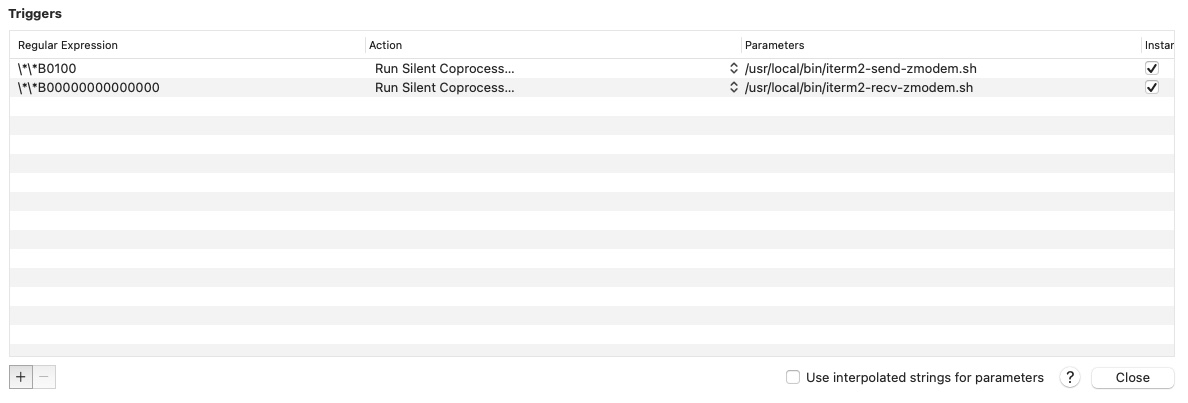 Triggers
Regular Expression Action Parameters Instar
\*\*B0100 Run Silent Coprocess... /usr/local/bin/iterm2-send-zmodem.sh
\*\*B00000000000000 Run Silent Coprocess... /usr/local/bin/iterm2-recv-zmodem.sh
+ − Use interpolated strings for parameters ? Close